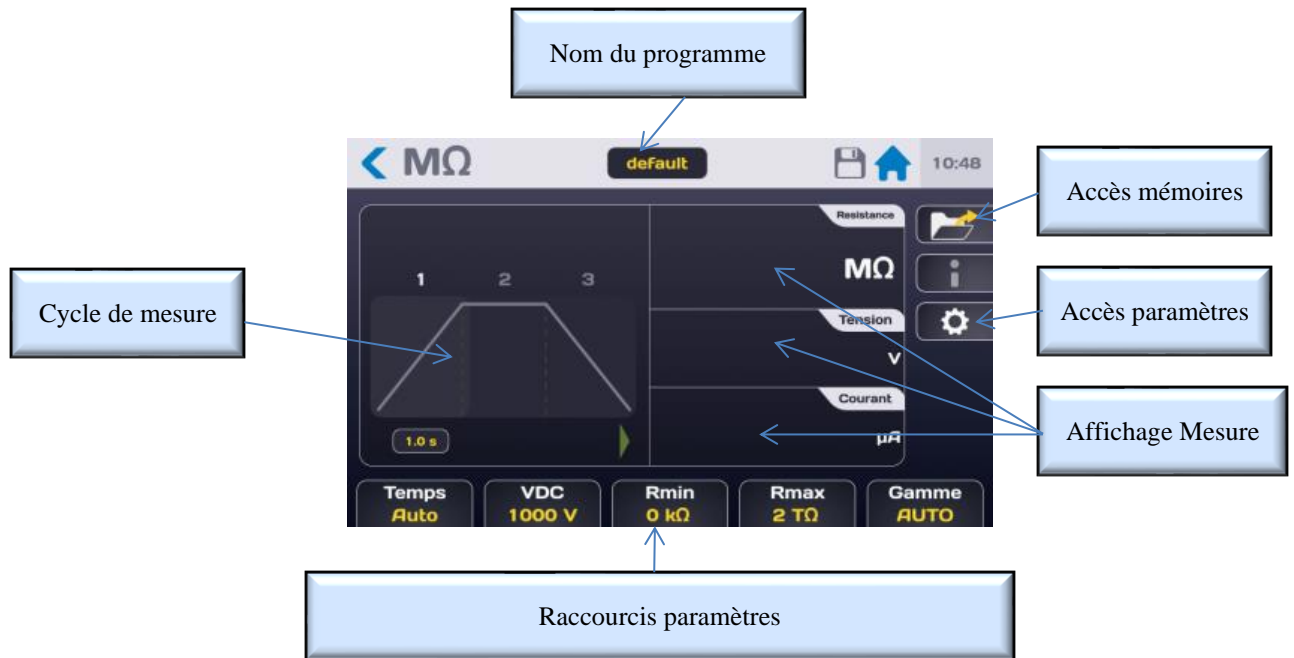 Nom du programme
MΩ
default
10:48
Accès mémoires
Resistance
MΩ
1 2 3
Cycle de mesure
Accès paramètres
Tension
V
Courant
µA
Affichage Mesure
1.0 s
Temps
Auto
VDC
1000 V
Rmin
0 kΩ
Rmax
2 TΩ
Gamme
AUTO
Raccourcis paramètres